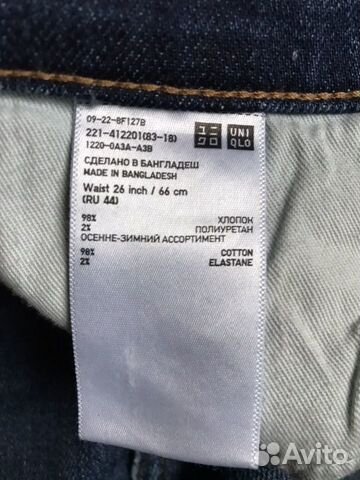 09-22-8F127B
221-412201(83-18)
1220-0A3A-A3B
UNI
QLO
СДЕЛАНО В БАНГЛАДЕШ
MADE IN BANGLADESH
Waist 26 inch / 66 cm
(RU 44)
98% ХЛОПОК
2% ПОЛИУРЕТАН
ОСЕННЕ-ЗИМНИЙ АССОРТИМЕНТ
98% COTTON
2% ELASTANE
Avito